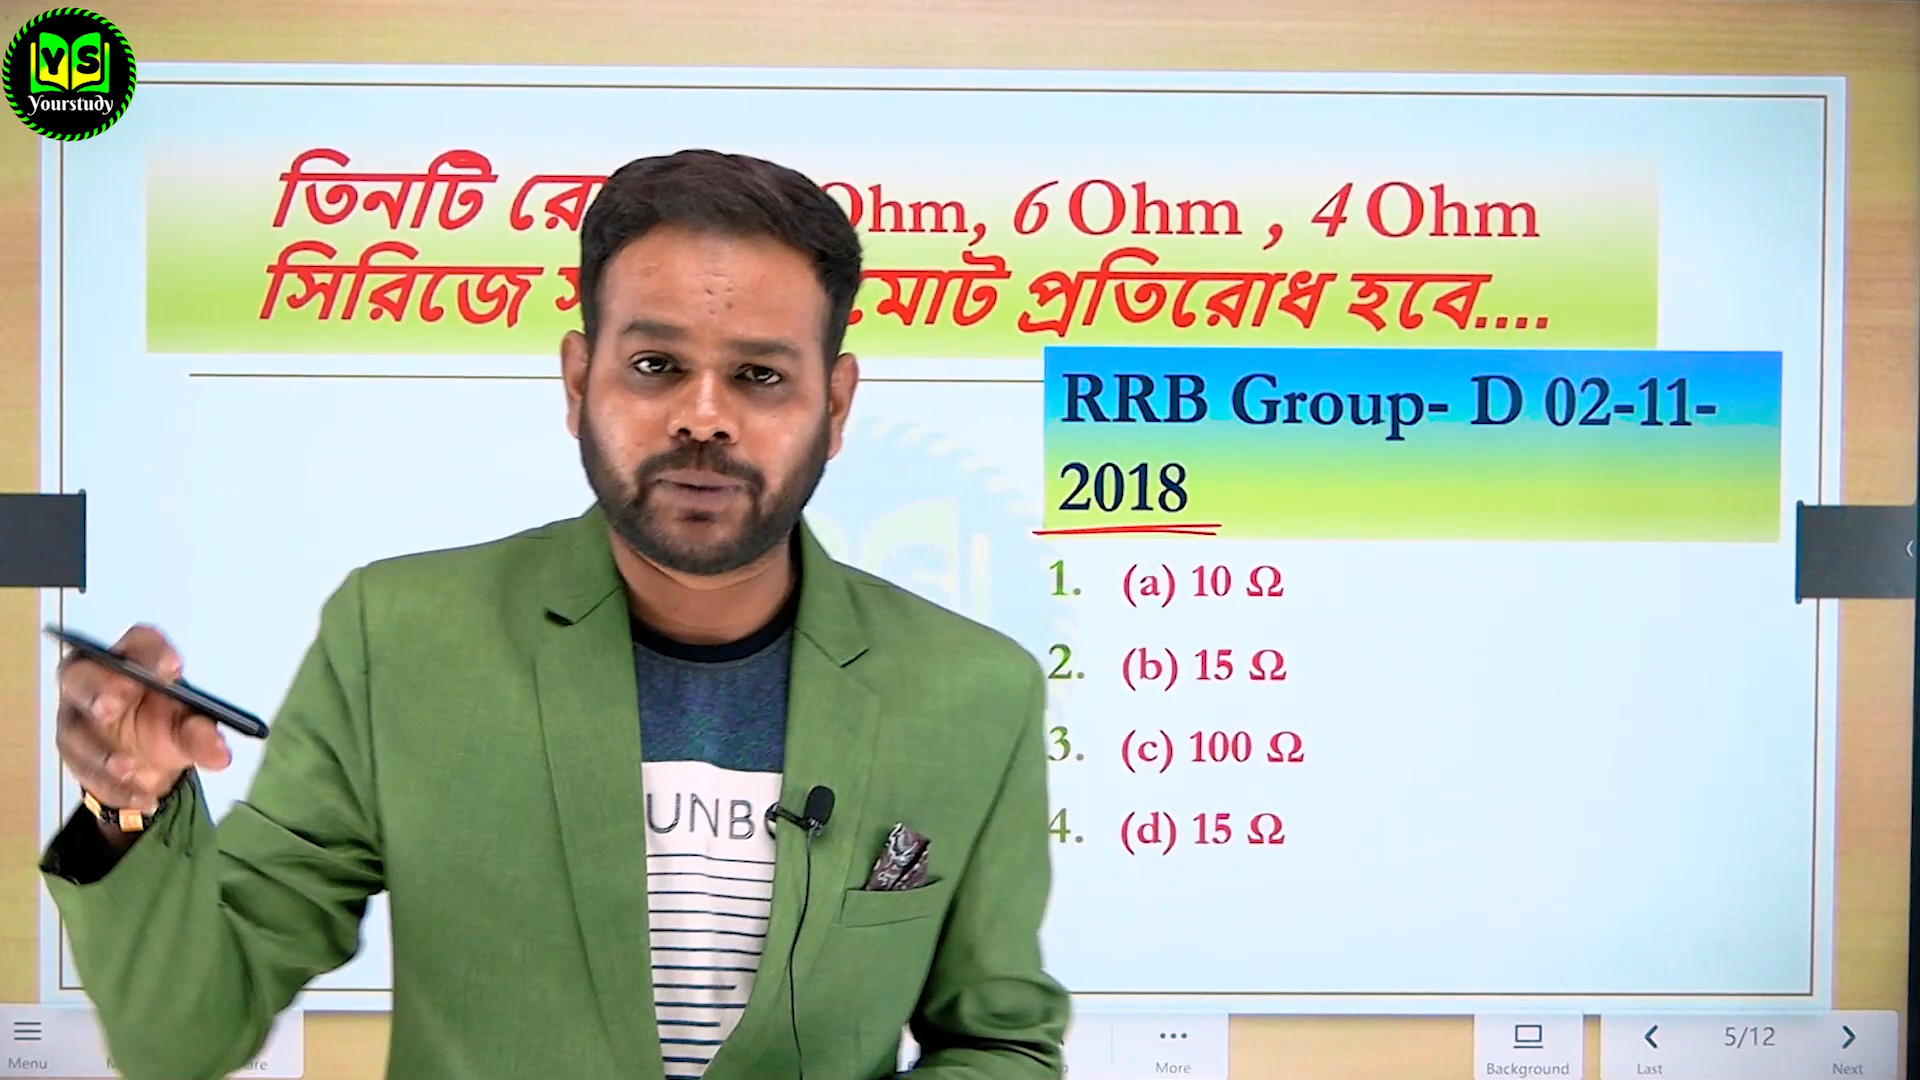 YS
Yourstudy
তিনটি Ohm, 6 Ohm , 4 Ohm
সিরিজে মোট প্রতিরোধ হবে....
RRB Group- D 02-11-
2018
1. (a) 10 Ω
2. (b) 15 Ω
3. (c) 100 Ω
4. (d) 15 Ω
UNB
Menu
More
Background
Last
5/12
Next